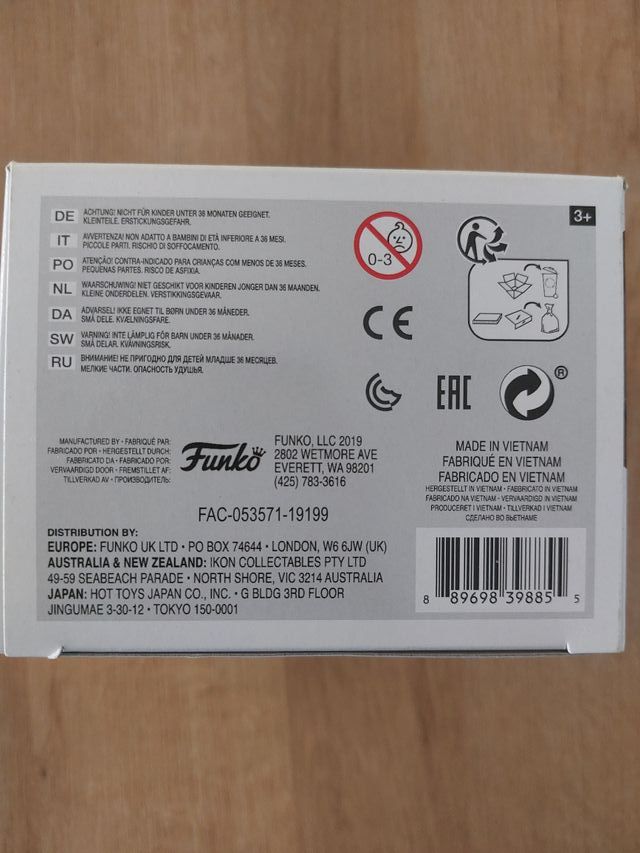 DE ACHTUNG! NICHT FÜR KINDER UNTER 36 MONATEN GEEIGNET.
KLEINTEILE. ERSTICKUNGSGEFAHR.
IT AVVERTENZA! NON ADATTO A BAMBINI DI ETÀ INFERIORE A 36 MESI.
PICCOLE PARTI. RISCHIO DI SOFFOCAMENTO.
PO ATENÇÃO! CONTRA-INDICADO PARA CRIANÇAS COM MENOS DE 36 MESES.
PEQUENAS PARTES. RISCO DE ASFIXIA.
NL WAARSCHUWING! NIET GESCHIKT VOOR KINDEREN JONGER DAN 36 MAANDEN.
KLEINE ONDERDELEN. VERSTIKKINGSGEVAAR.
DA ADVARSEL! IKKE EGNET TIL BØRN UNDER 36 MÅNEDER.
SMÅ DELE. KVÆLNINGSFARE.
SW VARNING! INTE LÄMPLIG FÖR BARN UNDER 36 MÅNADER.
SMÅ DELAR. KVÄVNINGSRISK.
RU ВНИМАНИЕ! НЕ ПРИГОДНО ДЛЯ ДЕТЕЙ МЛАДШЕ 36 МЕСЯЦЕВ.
МЕЛКИЕ ЧАСТИ. ОПАСНОСТЬ УДУШЬЯ.
0-3
3+
CE
EAC
®
MANUFACTURED BY • FABRIQUÉ PAR:
FABRICADO POR • HERGESTELLT DURCH:
FABBRICATO DA • FABRICADO POR:
VERVAARDIGD DOOR • FREMSTILLET AF:
TILLVERKAD AV • ПРОИЗВОДИТЕЛЬ:
Funko
FUNKO, LLC 2019
2802 WETMORE AVE
EVERETT, WA 98201
(425) 783-3616
MADE IN VIETNAM
FABRIQUÉ EN VIETNAM
FABRICADO EN VIETNAM
HERGESTELLT IN VIETNAM • FABBRICATO IN VIETNAM
FABRICADO NA VIETNAM • VERVAARDIGD IN VIETNAM
PRODUCERET I VIETNAM • TILLVERKAD I VIETNAM
СДЕЛАНО ВО ВЬЕТНАМЕ
FAC-053571-19199
DISTRIBUTION BY:
EUROPE: FUNKO UK LTD • PO BOX 74644 • LONDON, W6 6JW (UK)
AUSTRALIA & NEW ZEALAND: IKON COLLECTABLES PTY LTD
49-59 SEABEACH PARADE • NORTH SHORE, VIC 3214 AUSTRALIA
JAPAN: HOT TOYS JAPAN CO., INC. • G BLDG 3RD FLOOR
JINGUMAE 3-30-12 • TOKYO 150-0001
8 89698 39885 5